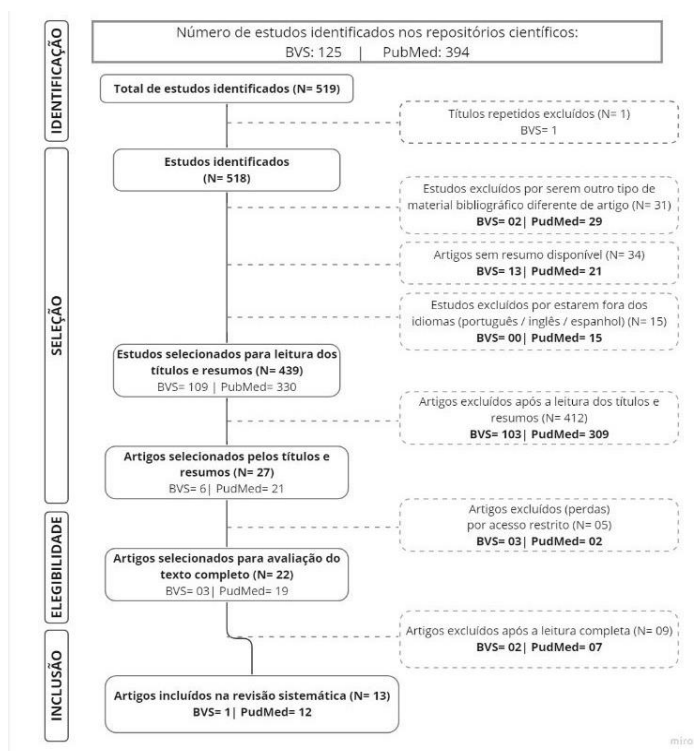 IDENTIFICAÇÃO
Número de estudos identificados nos repositórios científicos:
BVS: 125 | PubMed: 394
Total de estudos identificados (N= 519)
Títulos repetidos excluídos (N= 1)
BVS= 1
SELEÇÃO
Estudos identificados
(N= 518)
Estudos excluídos por serem outro tipo de
material bibliográfico diferente de artigo (N= 31)
BVS= 02| PudMed= 29
Artigos sem resumo disponível (N= 34)
BVS= 13| PudMed= 21
Estudos excluídos por estarem fora dos
idiomas (português / inglês / espanhol) (N= 15)
BVS= 00| PudMed= 15
Estudos selecionados para leitura dos
títulos e resumos (N= 439)
BVS= 109 | PubMed= 330
Artigos excluídos após a leitura dos títulos e
resumos (N= 412)
BVS= 103| PudMed= 309
Artigos selecionados pelos títulos e
resumos (N= 27)
BVS= 6| PudMed= 21
ELEGIBILIDADE
Artigos excluídos (perdas)
por acesso restrito (N= 05)
BVS= 03| PudMed= 02
Artigos selecionados para avaliação do
texto completo (N= 22)
BVS= 03| PudMed= 19
INCLUSÃO
Artigos excluídos após a leitura completa (N= 09)
BVS= 02| PudMed= 07
Artigos incluídos na revisão sistemática (N= 13)
BVS= 1| PudMed= 12
miro